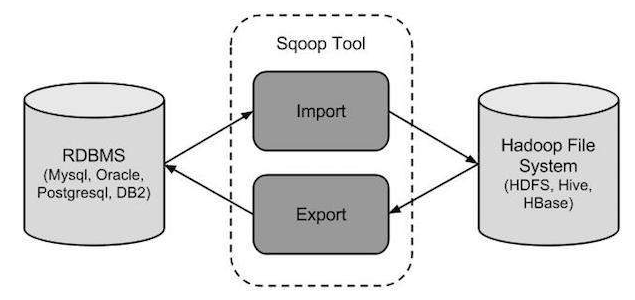 Sqoop Tool
Import
RDBMS
(Mysql, Oracle,
Postgresql, DB2)
Hadoop File
System
(HDFS, Hive,
HBase)
Export